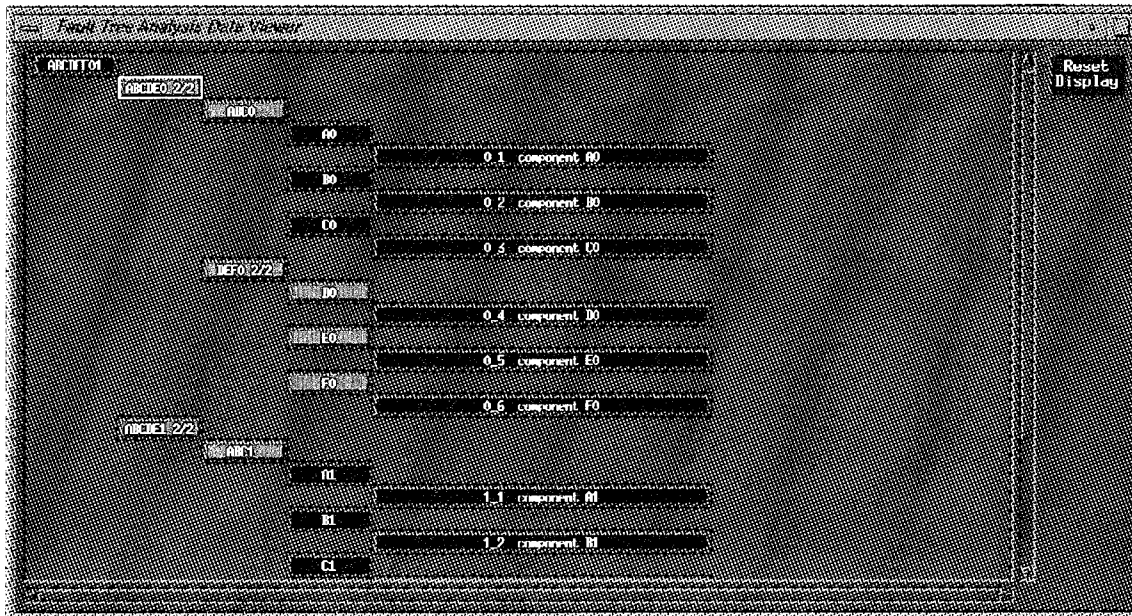 Fault Tree Analysis Data Viewer
Reset
Display
ABCDEF01
ABCDE0 2/2
ABC0
A0
0_1 component A0
B0
0_2 component B0
C0
0_3 component C0
DEF0 2/2
D0
0_4 component D0
E0
0_5 component E0
F0
0_6 component F0
ABCDE1 2/2
ABC1
A1
1_1 component A1
B1
1_2 component B1
C1